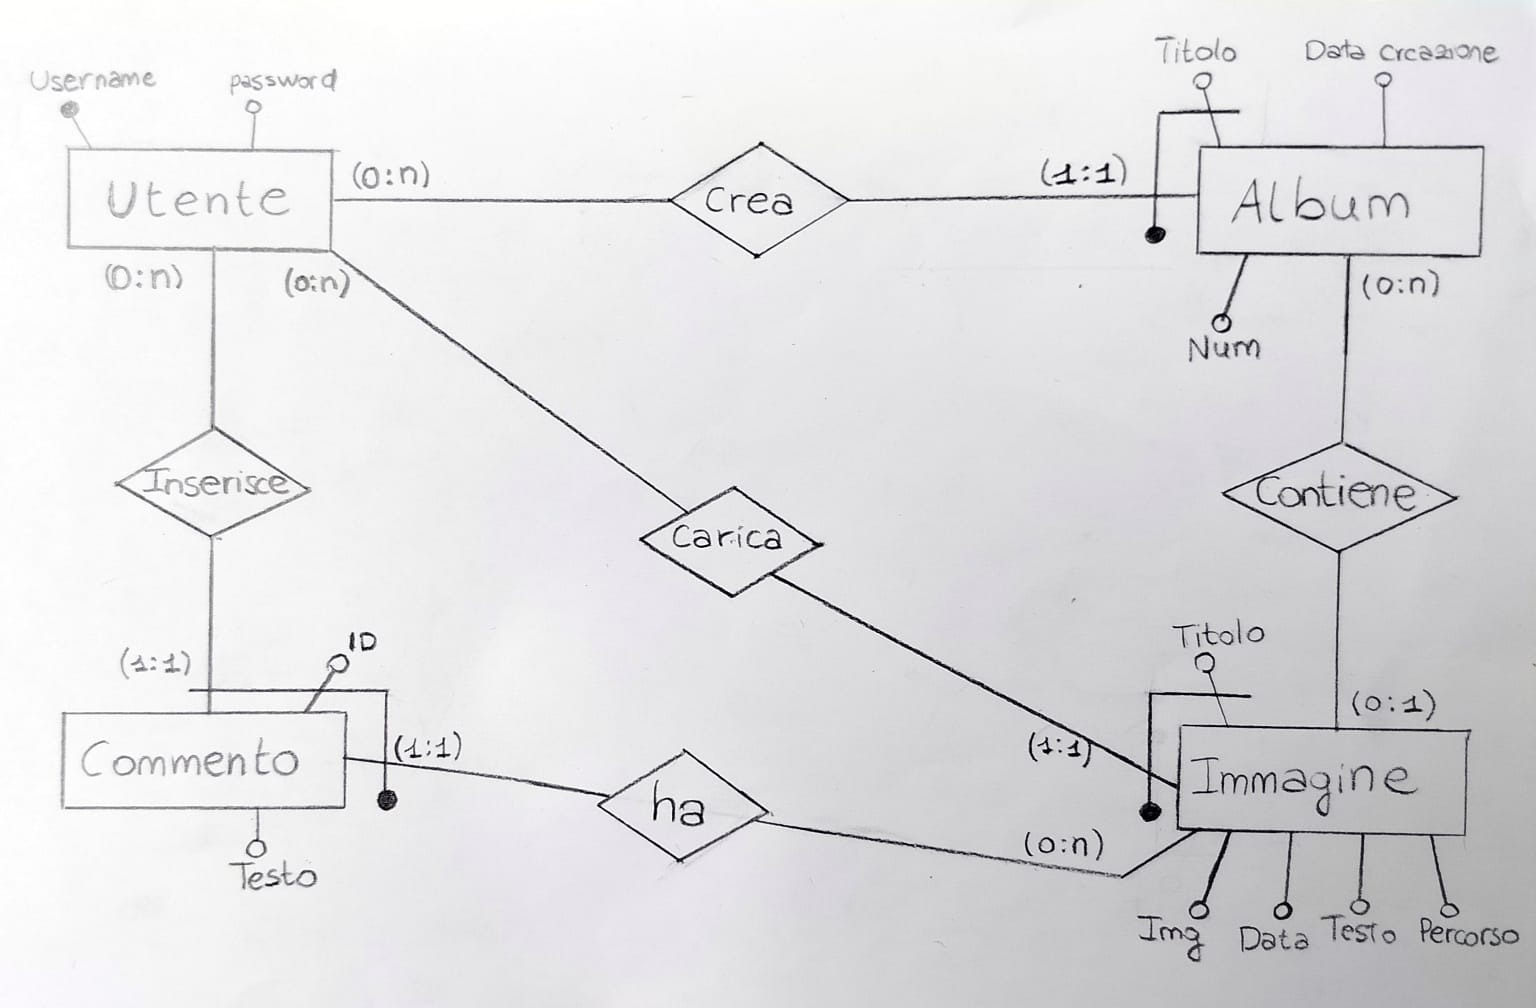 Username
password
Titolo
Data creazione
Utente
(0:n)
Crea
(1:1)
Album
(0:n)
(0:n)
(0:n)
Num
Inserisce
Carica
Contiene
(1:1)
ID
Titolo
(0:1)
Commento
(1:1)
(1:1)
Immagine
ha
(0:n)
Testo
Img
Data
Testo
Percorso